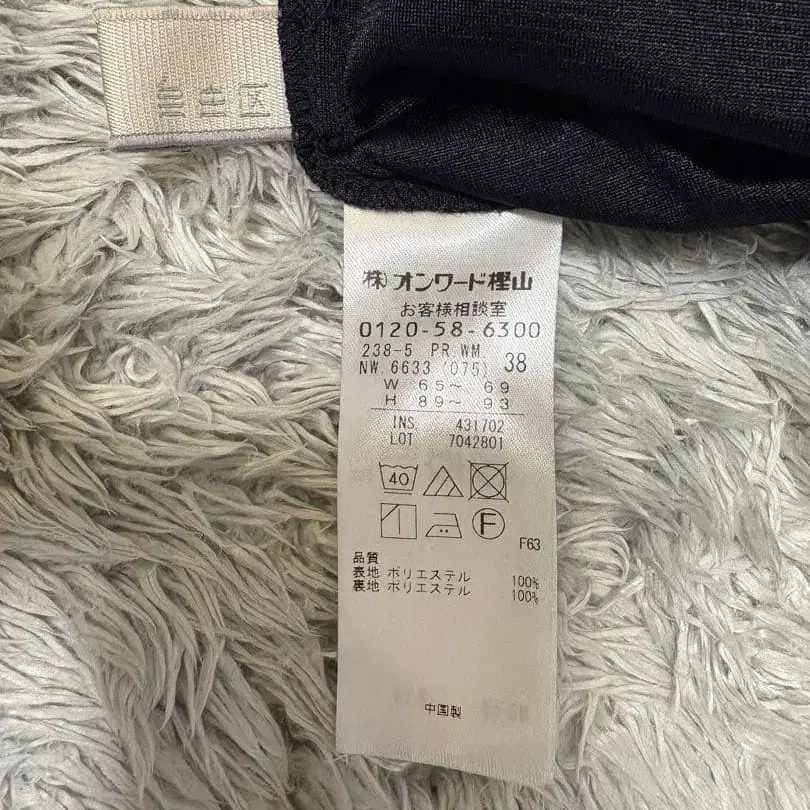 自由区
㈱オンワード樫山
お客様相談室
0120-58-6300
238-5 PR.WM
NW.6633(075) 38
W 65～ 69
H 89～ 93
INS. 431702
LOT 7042801
40
F
F63
品質
表地 ポリエステル 100%
裏地 ポリエステル 100%
中国製